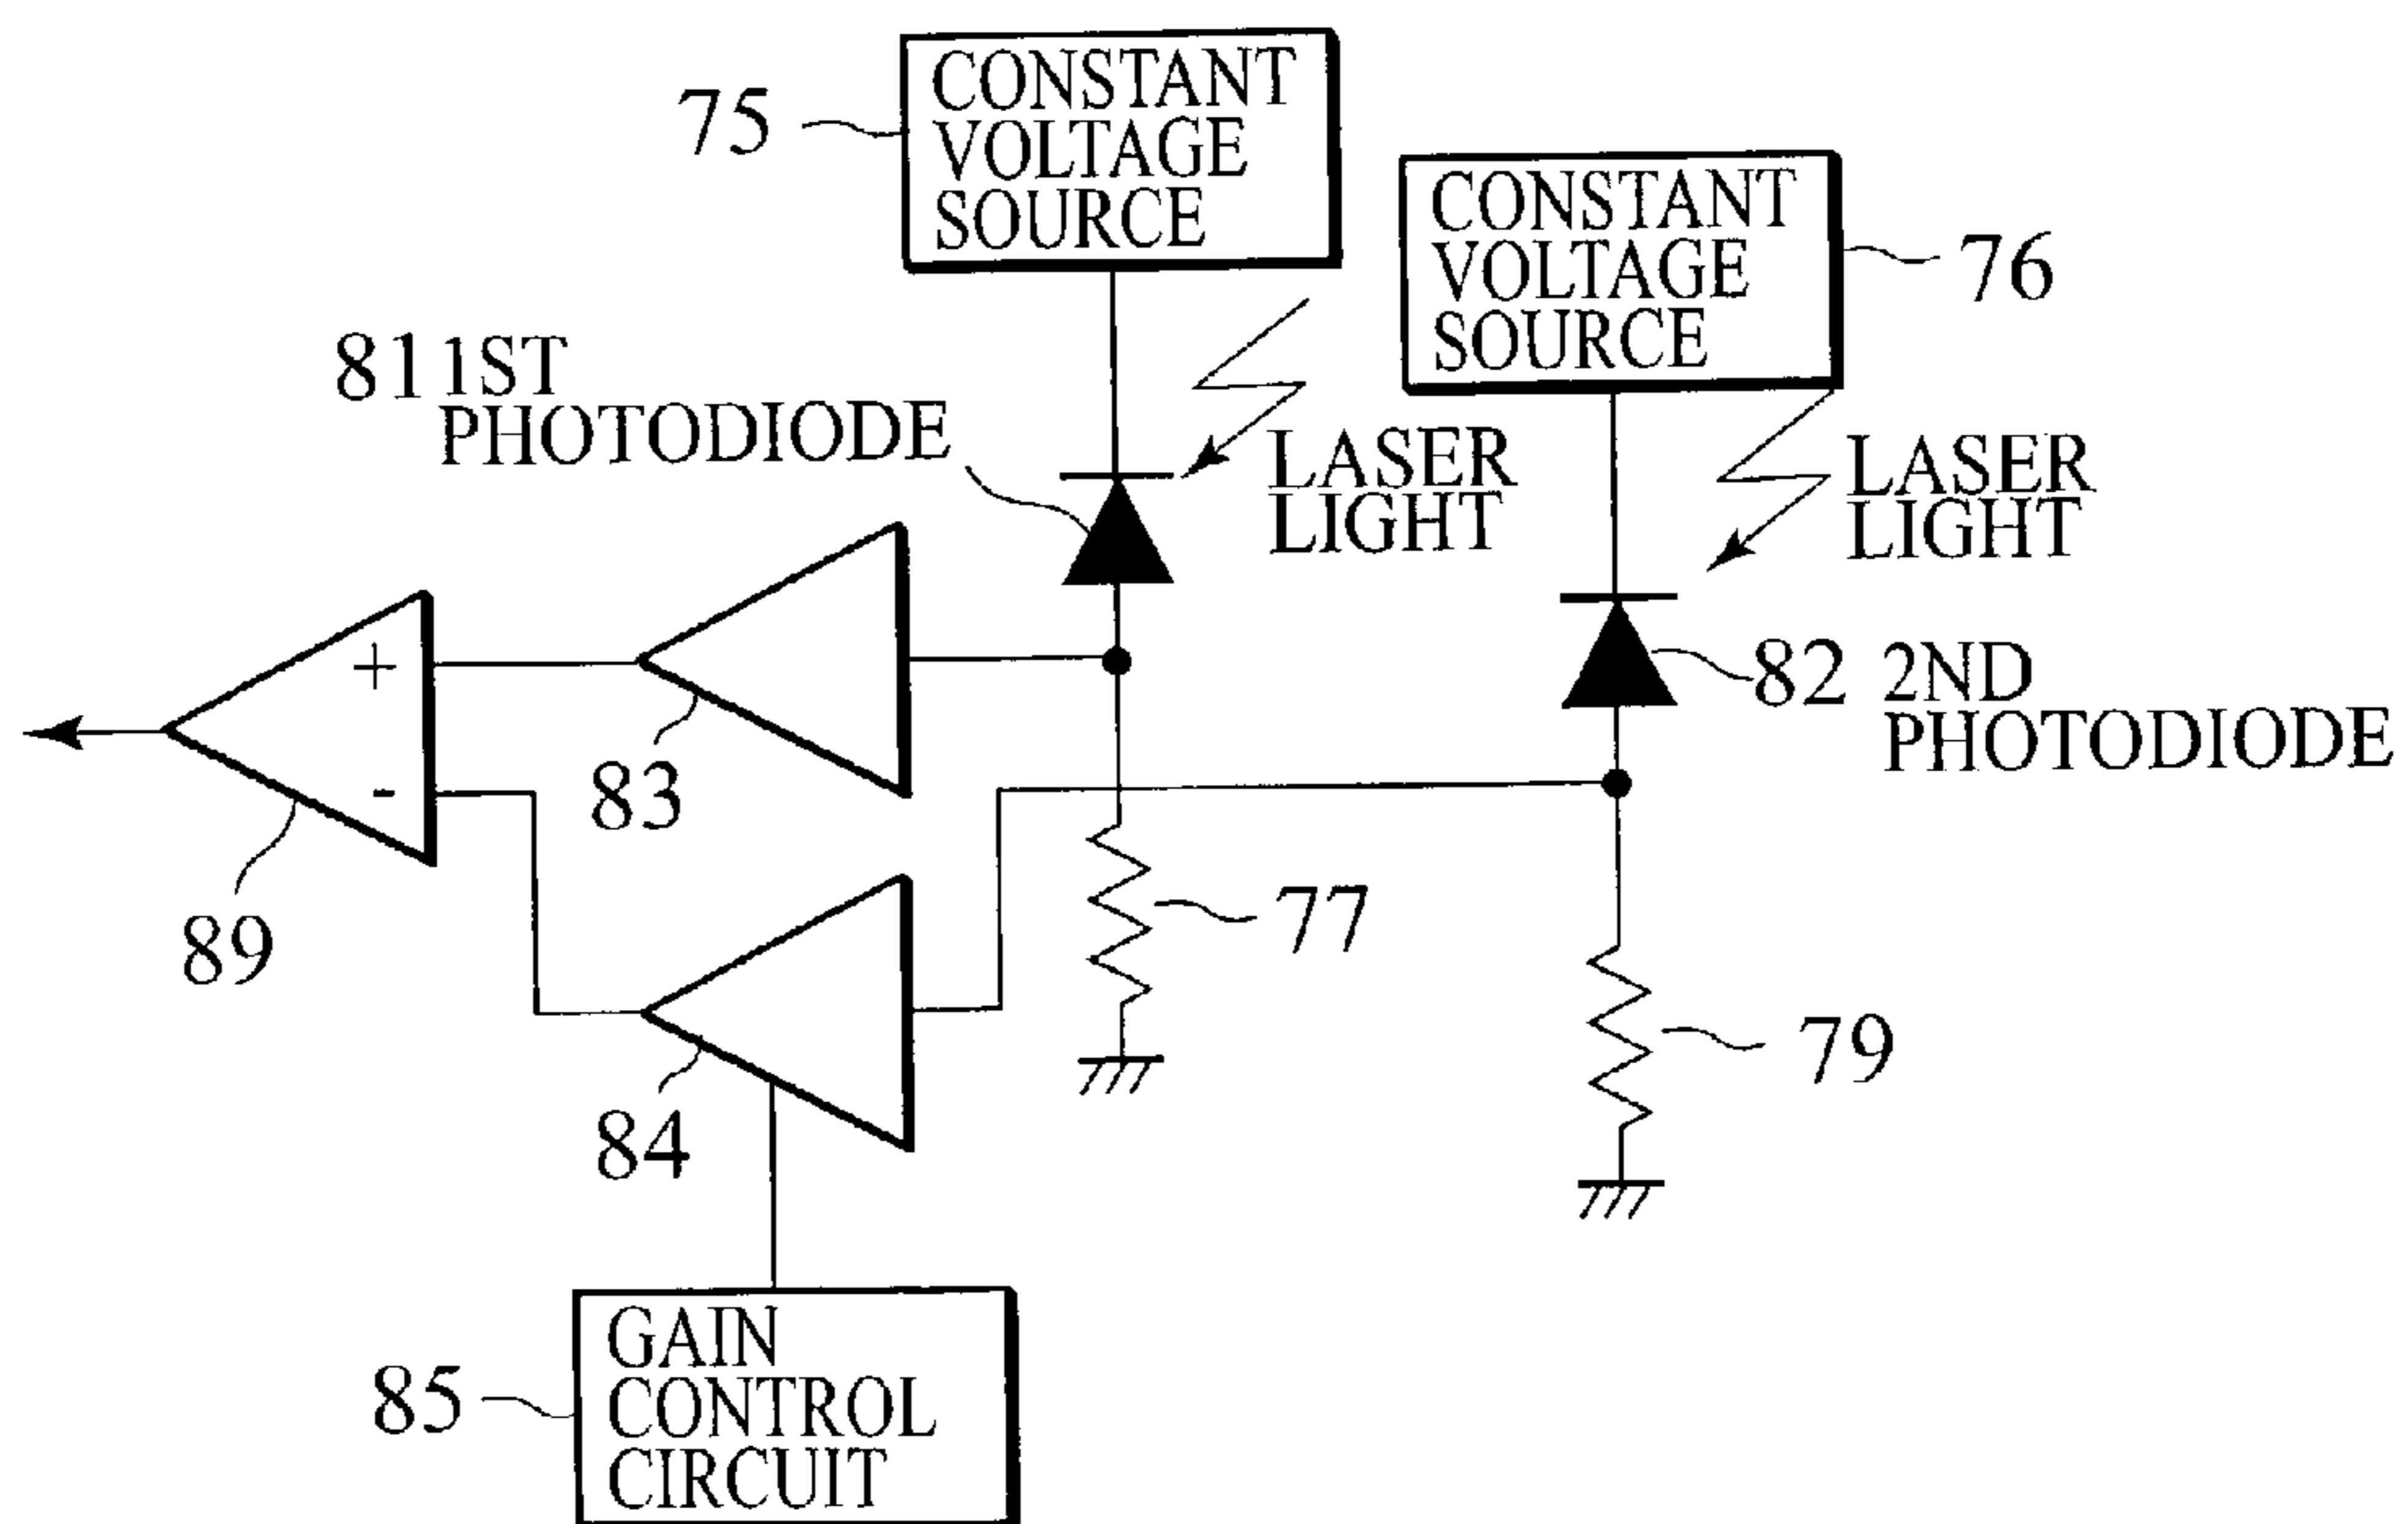 75
CONSTANT
VOLTAGE
SOURCE
CONSTANT
VOLTAGE
SOURCE
76
81 1ST
PHOTODIODE
LASER
LIGHT
LASER
LIGHT
+
-
83
82 2ND
PHOTODIODE
89
77
84
79
85
GAIN
CONTROL
CIRCUIT